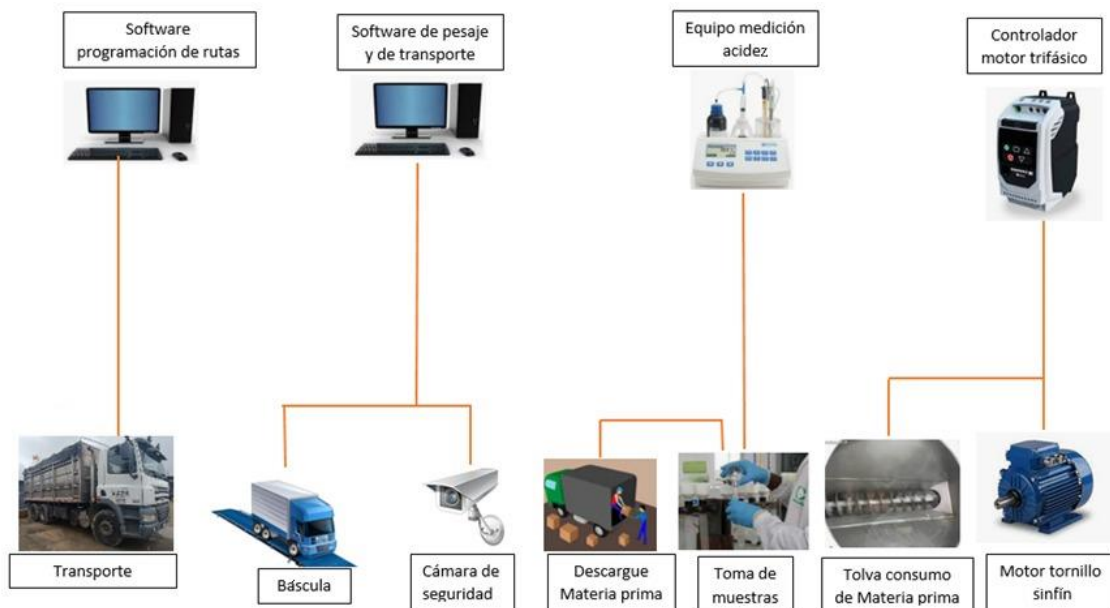 Software
programación de rutas
Software de pesaje
y de transporte
Equipo medición
acidez
Controlador
motor trifásico
Transporte
Báscula
Cámara de
seguridad
Descargue
Materia prima
Toma de
muestras
Tolva consumo
de Materia prima
Motor tornillo
sinfín